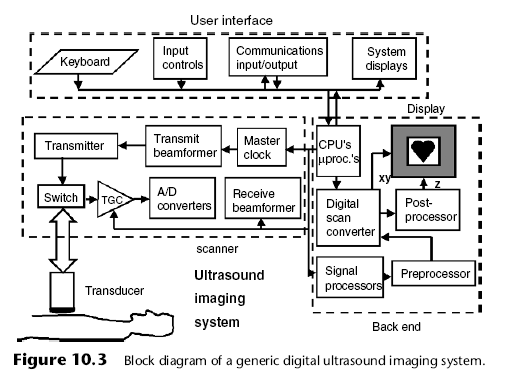 User interface
Keyboard
Input
controls
Communications
input/output
System
displays
Display
Transmitter
Transmit
beamformer
Master
clock
CPU's
μproc.'s
xy
z
Switch
TGC
A/D
converters
Receive
beamformer
Digital
scan
converter
Post-
processor
scanner
Signal
processors
Preprocessor
Transducer
Ultrasound
imaging
system
Back end
Figure 10.3 Block diagram of a generic digital ultrasound imaging system.